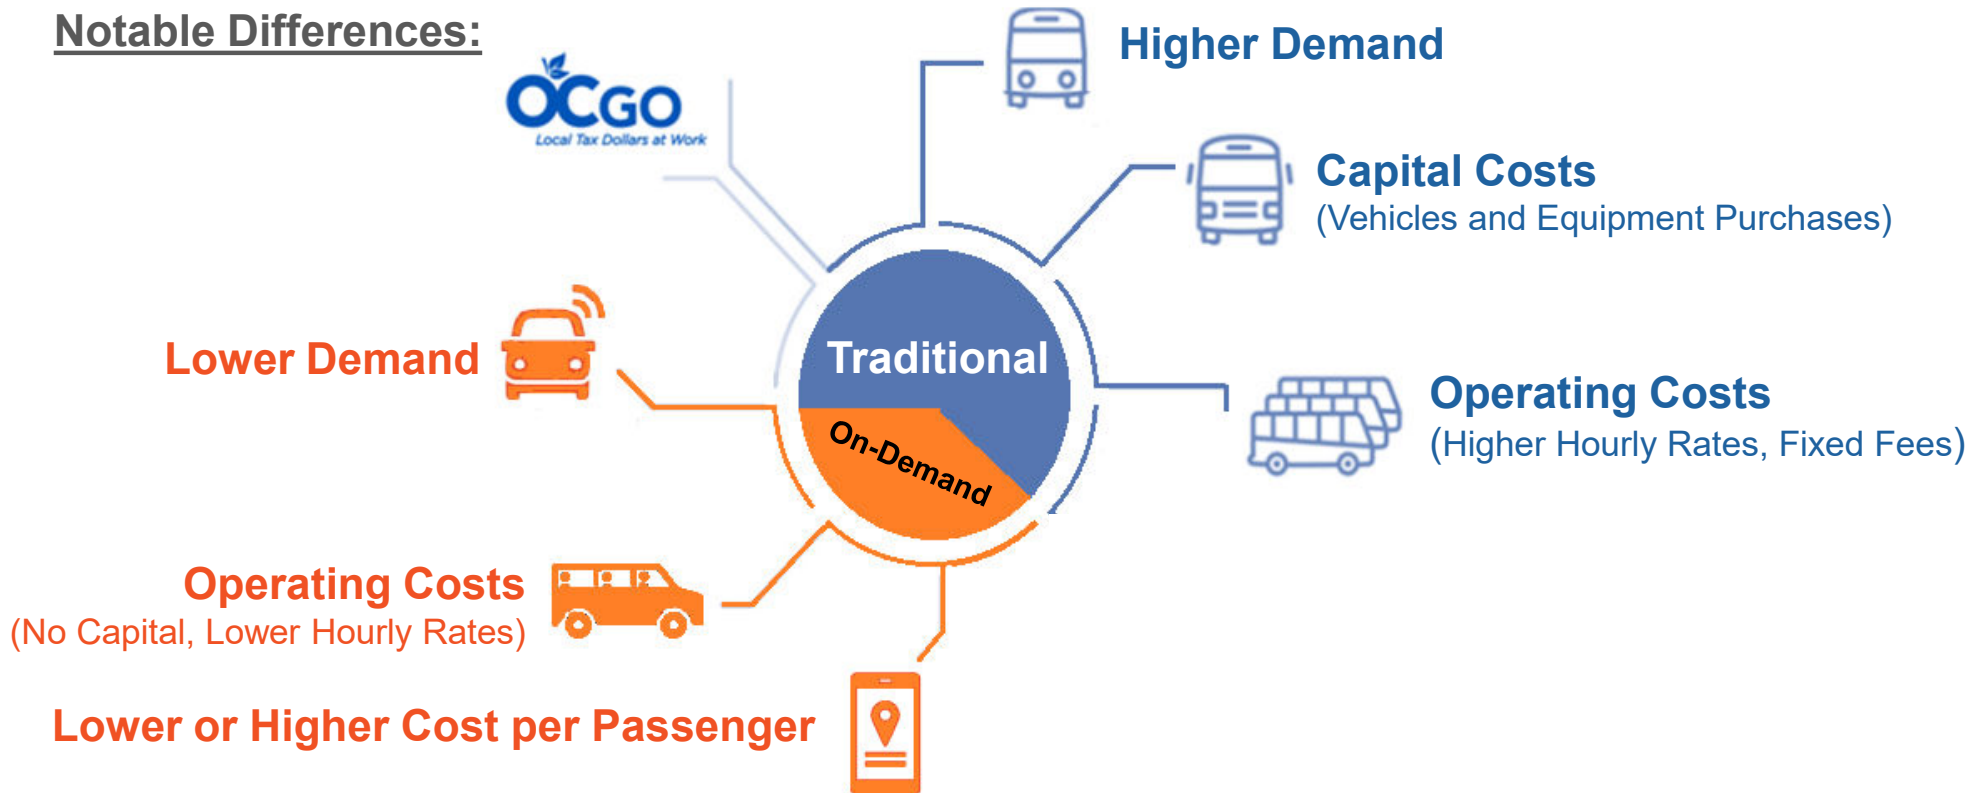 Notable Differences:
OCGO
Local Tax Dollars at Work
Higher Demand
Capital Costs
(Vehicles and Equipment Purchases)
Traditional
Lower Demand
Operating Costs
(Higher Hourly Rates, Fixed Fees)
On-Demand
Operating Costs
(No Capital, Lower Hourly Rates)
Lower or Higher Cost per Passenger